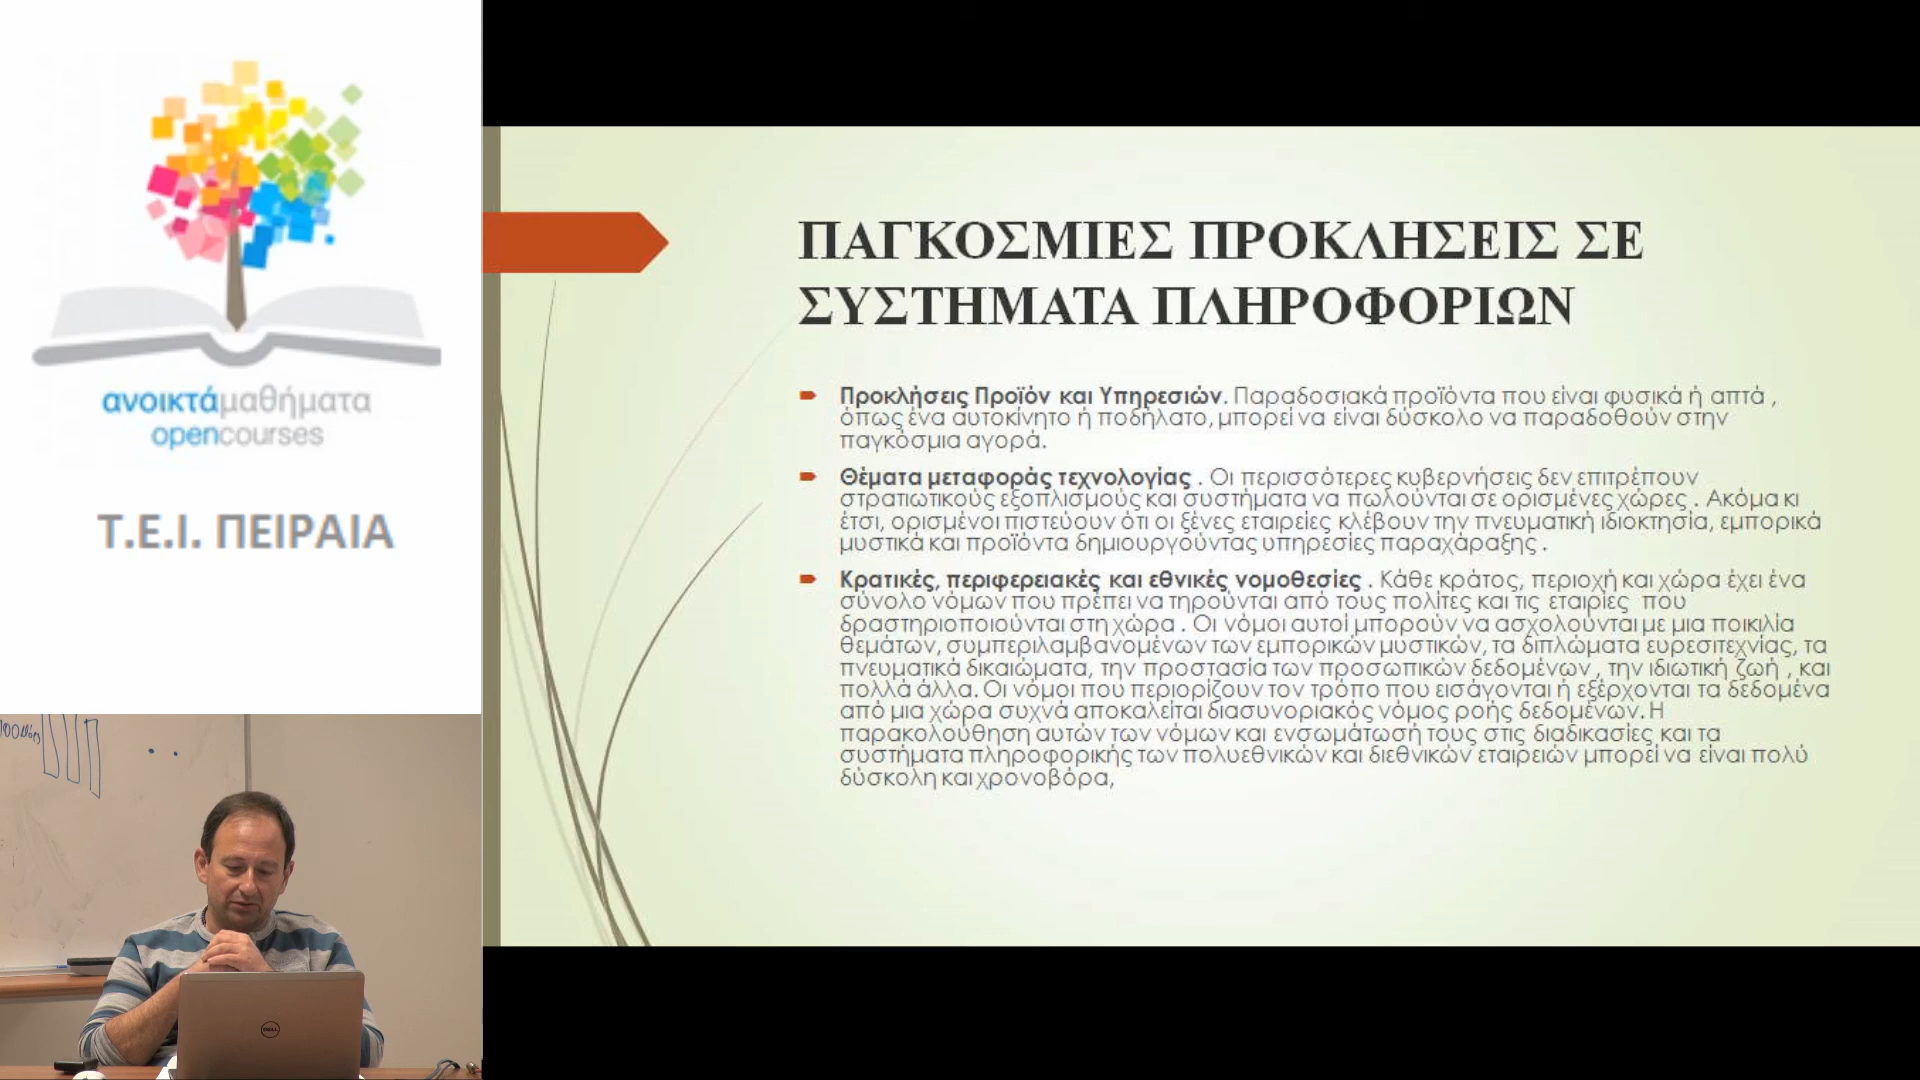 ανοικτάμαθήματα
opencourses
Τ.Ε.Ι. ΠΕΙΡΑΙΑ
ΠΑΓΚΟΣΜΙΕΣ ΠΡΟΚΛΗΣΕΙΣ ΣΕ
ΣΥΣΤΗΜΑΤΑ ΠΛΗΡΟΦΟΡΙΩΝ
Προκλήσεις Προϊόν και Υπηρεσιών. Παραδοσιακά προϊόντα που είναι φυσικά ή απτά ,
όπως ένα αυτοκίνητο ή ποδήλατο, μπορεί να είναι δύσκολο να παραδοθούν στην
παγκόσμια αγορά.
Θέματα μεταφοράς τεχνολογίας . Οι περισσότερες κυβερνήσεις δεν επιτρέπουν
στρατιωτικούς εξοπλισμούς και συστήματα να πωλούνται σε ορισμένες χώρες . Ακόμα κι
έτσι, ορισμένοι πιστεύουν ότι οι ξένες εταιρείες κλέβουν την πνευματική ιδιοκτησία, εμπορικά
μυστικά και προϊόντα δημιουργούντας υπηρεσίες παραχάραξης .
Κρατικές, περιφερειακές και εθνικές νομοθεσίες . Κάθε κράτος, περιοχή και χώρα έχει ένα
σύνολο νόμων που πρέπει να τηρούνται από τους πολίτες και τις εταιρίες που
δραστηριοποιούνται στη χώρα . Οι νόμοι αυτοί μπορούν να ασχολούνται με μια ποικιλία
θεμάτων, συμπεριλαμβανομένων των εμπορικών μυστικών, τα διπλώματα ευρεσιτεχνίας, τα
πνευματικά δικαιώματα, την προστασία των προσωπικών δεδομένων , την ιδιωτική ζωή , και
πολλά άλλα. Οι νόμοι που περιορίζουν τον τρόπο που εισάγονται ή εξέρχονται τα δεδομένα
από μια χώρα συχνά αποκαλείται διασυνοριακός νόμος ροής δεδομένων. Η
παρακολούθηση αυτών των νόμων και ενσωμάτωσή τους στις διαδικασίες και τα
συστήματα πληροφορικής των πολυεθνικών και διεθνικών εταιρειών μπορεί να είναι πολύ
δύσκολη και χρονοβόρα,
DELL